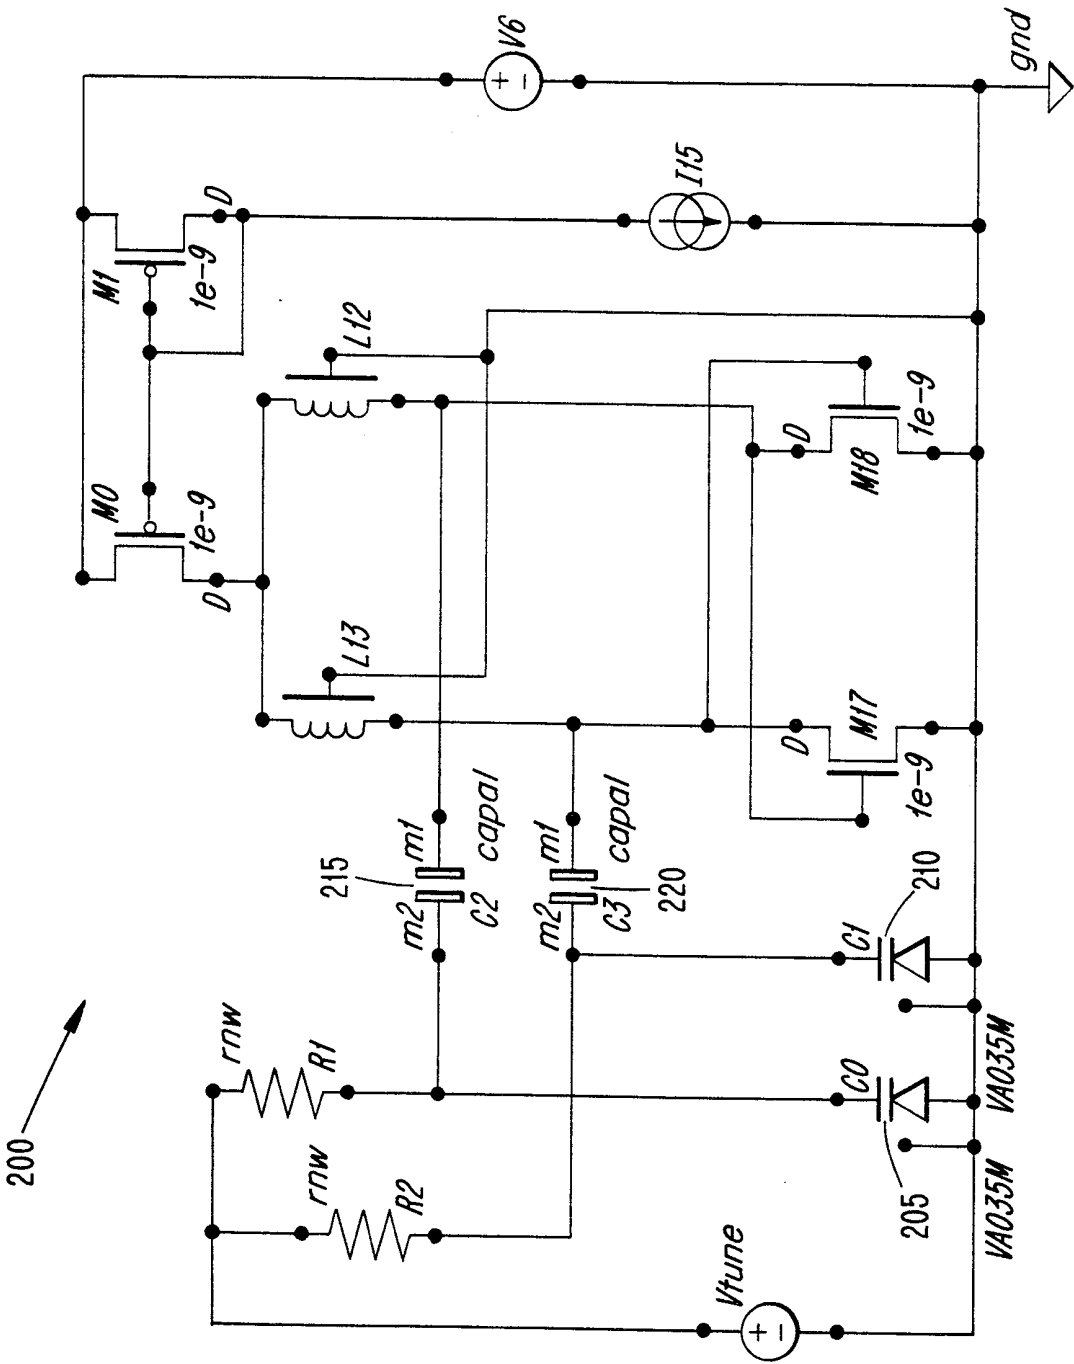 200
V6
gnd
M1
D
1e-9
I15
M0
1e-9
D
L12
L13
D
M18
1e-9
D
M17
1e-9
215
m1
capal
m2
C2
m1
capal
m2
C3
220
rnw
R1
rnw
R2
C1
210
VA035M
C0
205
VA035M
Vtune